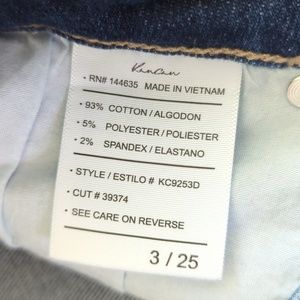 KanCan
• RN# 144635 MADE IN VIETNAM
• 93% COTTON / ALGODON
• 5% POLYESTER / POLIESTER
• 2% SPANDEX / ELASTANO
• STYLE / ESTILO # KC9253D
• CUT # 39374
• SEE CARE ON REVERSE
3 / 25